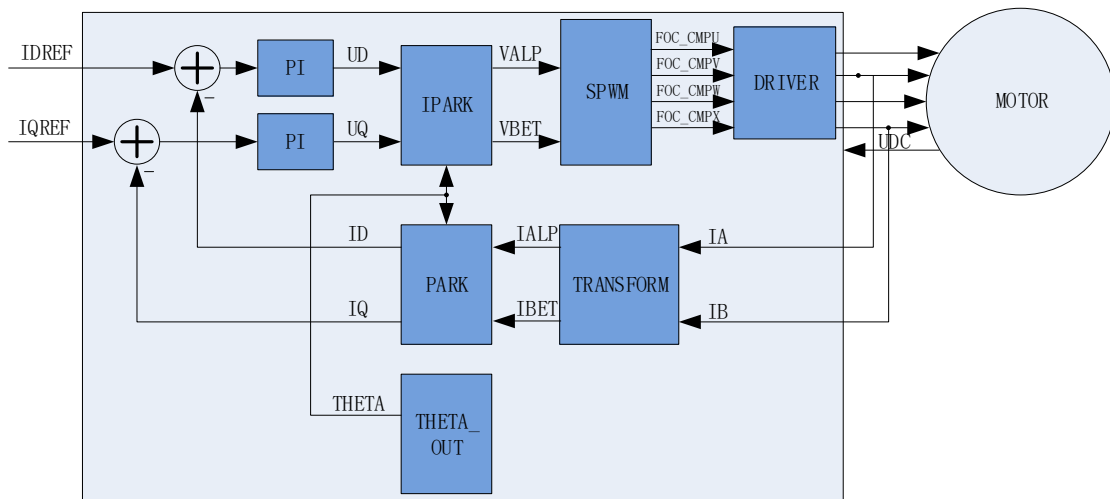 IDREF
IQREF
PI
PI
UD
UQ
IPARK
VALP
VBET
SPWM
FOC_CMPU
FOC_CMPV
FOC_CMPW
FOC_CMPX
DRIVER
MOTOR
UDC
ID
IQ
PARK
IALP
IBET
TRANSFORM
IA
IB
THETA
THETA_
OUT